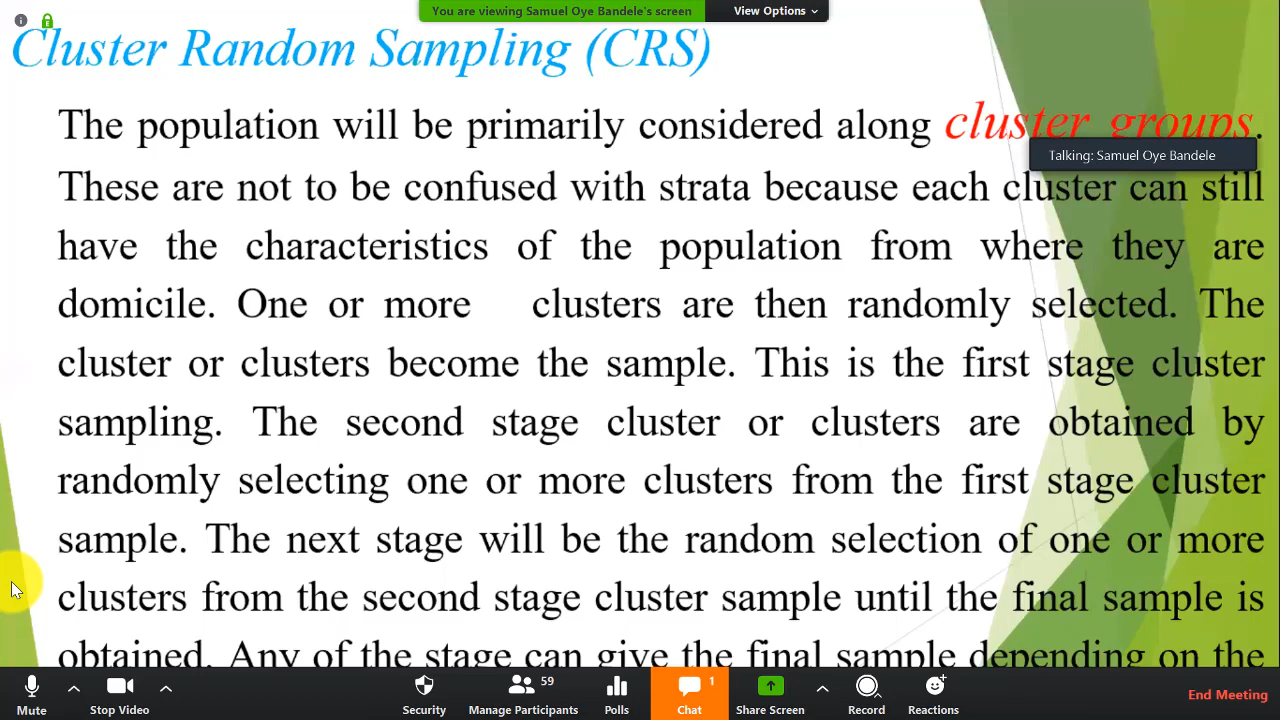 You are viewing Samuel Oye Bandele's screen View Options
Cluster Random Sampling (CRS)
The population will be primarily considered along cluster groups.
Talking: Samuel Oye Bandele
These are not to be confused with strata because each cluster can still
have the characteristics of the population from where they are
domicile. One or more clusters are then randomly selected. The
cluster or clusters become the sample. This is the first stage cluster
sampling. The second stage cluster or clusters are obtained by
randomly selecting one or more clusters from the first stage cluster
sample. The next stage will be the random selection of one or more
clusters from the second stage cluster sample until the final sample is
obtained. Any of the stage can give the final sample depending on the
59 1
Mute Stop Video Security Manage Participants Polls Chat Share Screen Record Reactions End Meeting